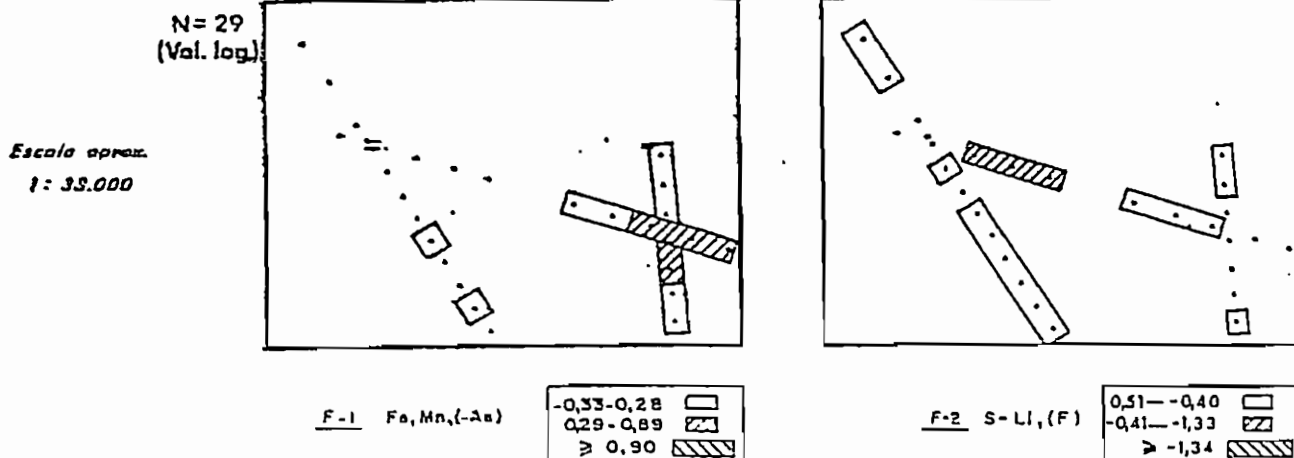 N= 29
(Val. log.)
Escala aprox.
1: 33.000
F-1 Fe, Mn, (-As)
-0,33-0,28
0,29-0,89
≥ 0,90
F-2 S-Li, (F)
0,51— -0,40
-0,41— -1,33
≥ -1,34